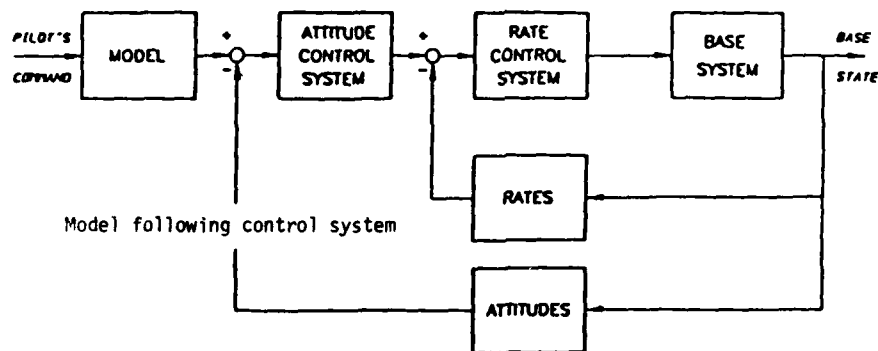 PILOT'S
COMMAND
MODEL
+
-
ATTITUDE
CONTROL
SYSTEM
+
-
RATE
CONTROL
SYSTEM
BASE
SYSTEM
BASE
STATE
RATES
Model following control system
ATTITUDES